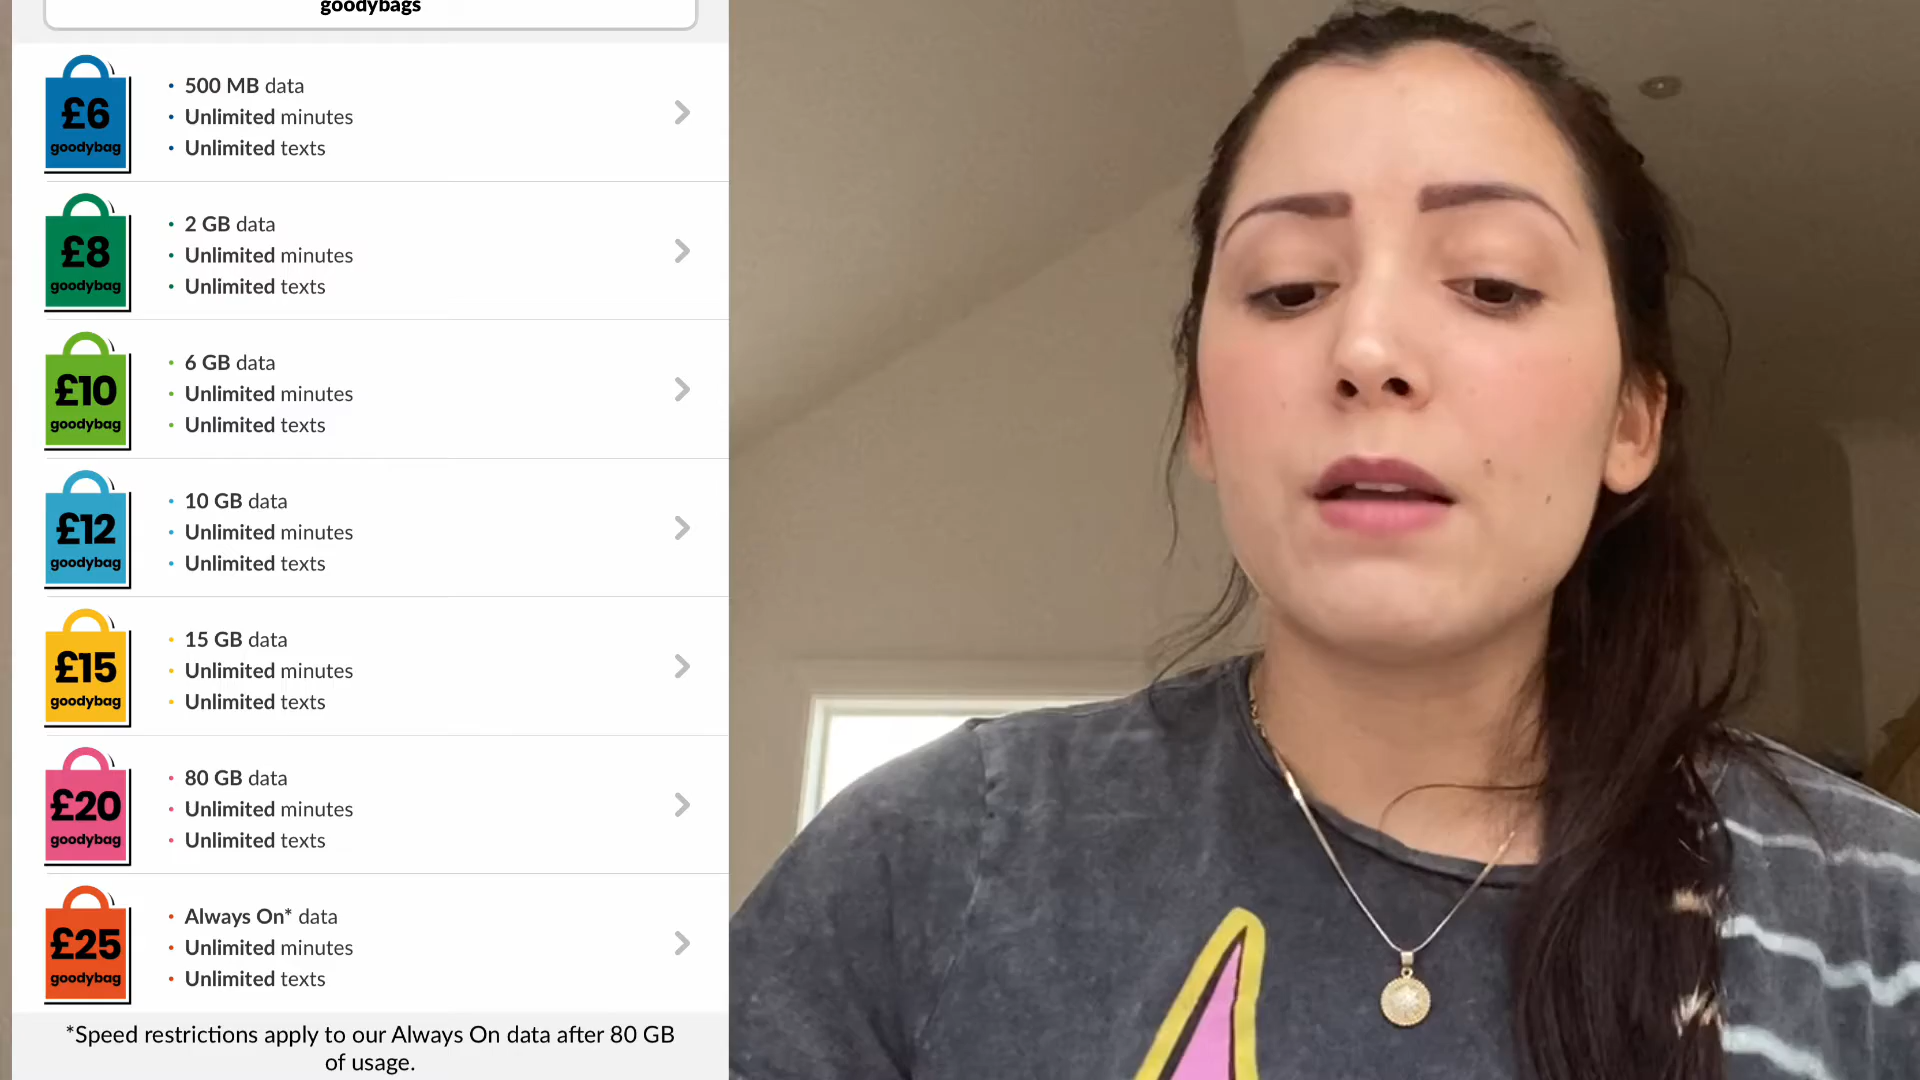 goodybags
£6
goodybag
• 500 MB data
• Unlimited minutes
• Unlimited texts
£8
goodybag
• 2 GB data
• Unlimited minutes
• Unlimited texts
£10
goodybag
• 6 GB data
• Unlimited minutes
• Unlimited texts
£12
goodybag
• 10 GB data
• Unlimited minutes
• Unlimited texts
£15
goodybag
• 15 GB data
• Unlimited minutes
• Unlimited texts
£20
goodybag
• 80 GB data
• Unlimited minutes
• Unlimited texts
£25
goodybag
• Always On* data
• Unlimited minutes
• Unlimited texts
*Speed restrictions apply to our Always On data after 80 GB
of usage.